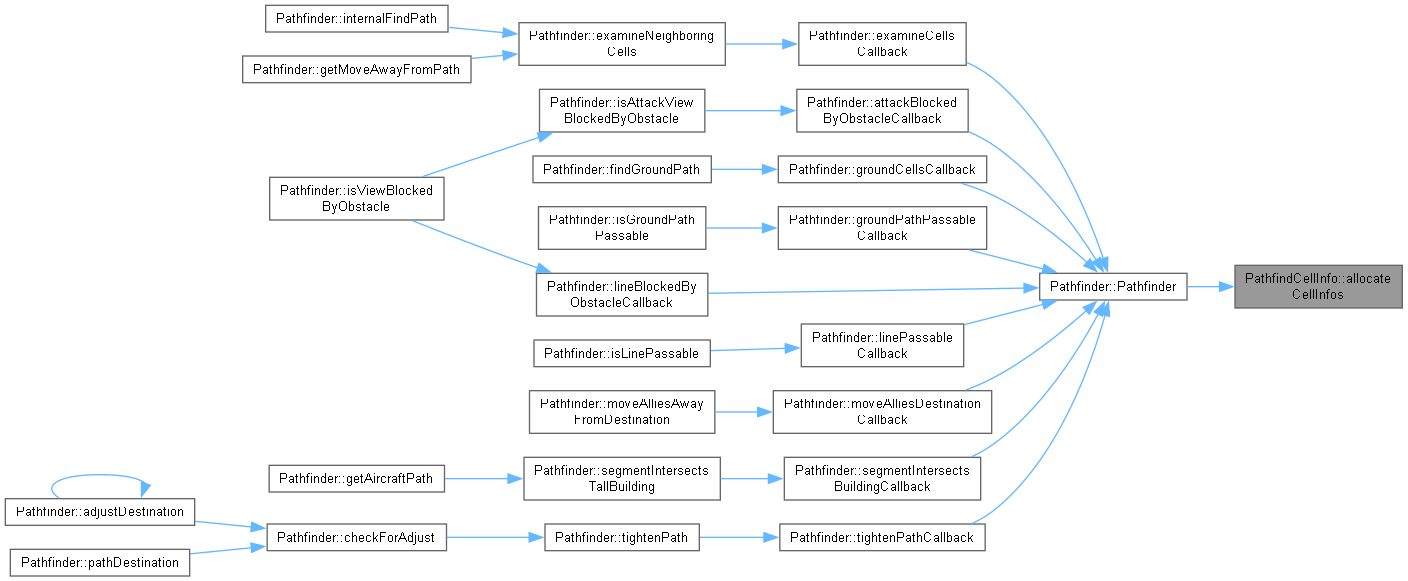 Pathfinder::internalFindPath
Pathfinder::getMoveAwayFromPath
Pathfinder::examineNeighboring
Cells
Pathfinder::examineCells
Callback
Pathfinder::isAttackView
BlockedByObstacle
Pathfinder::attackBlocked
ByObstacleCallback
Pathfinder::findGroundPath
Pathfinder::groundCellsCallback
Pathfinder::isViewBlocked
ByObstacle
Pathfinder::isGroundPath
Passable
Pathfinder::groundPathPassable
Callback
Pathfinder::lineBlockedBy
ObstacleCallback
Pathfinder::Pathfinder
PathfindCellInfo::allocate
CellInfos
Pathfinder::isLinePassable
Pathfinder::linePassable
Callback
Pathfinder::moveAlliesAway
FromDestination
Pathfinder::moveAlliesDestination
Callback
Pathfinder::getAircraftPath
Pathfinder::segmentIntersects
TallBuilding
Pathfinder::segmentIntersects
BuildingCallback
Pathfinder::adjustDestination
Pathfinder::checkForAdjust
Pathfinder::tightenPath
Pathfinder::tightenPathCallback
Pathfinder::pathDestination